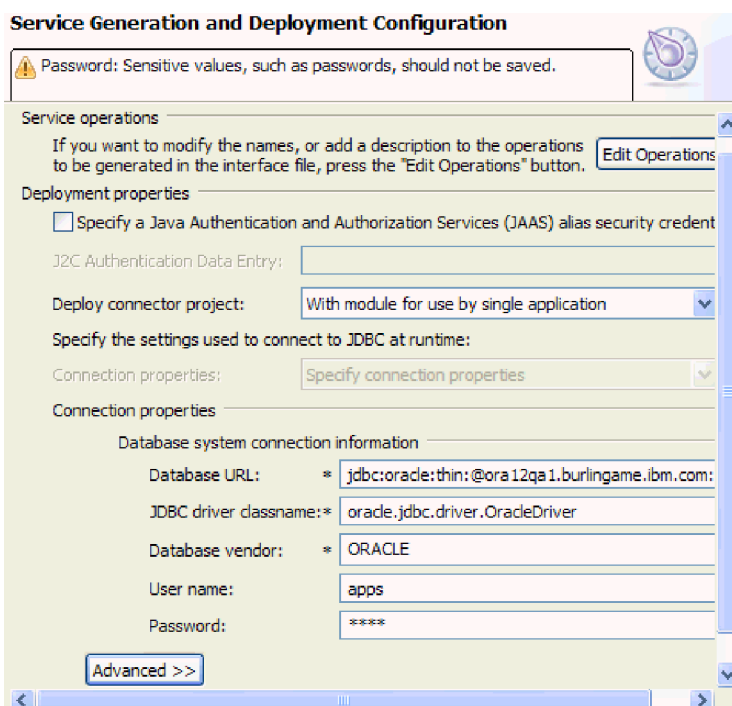 Service Generation and Deployment Configuration
Password: Sensitive values, such as passwords, should not be saved.
Service operations
If you want to modify the names, or add a description to the operations
to be generated in the interface file, press the "Edit Operations" button.
Edit Operations
Deployment properties
Specify a Java Authentication and Authorization Services (JAAS) alias security credent
J2C Authentication Data Entry:
Deploy connector project: With module for use by single application
Specify the settings used to connect to JDBC at runtime:
Connection properties: Specify connection properties
Connection properties
Database system connection information
Database URL: * jdbc:oracle:thin:@ora12qa1.burlingame.ibm.com:
JDBC driver classname:* oracle.jdbc.driver.OracleDriver
Database vendor: * ORACLE
User name: apps
Password: ****
Advanced >>